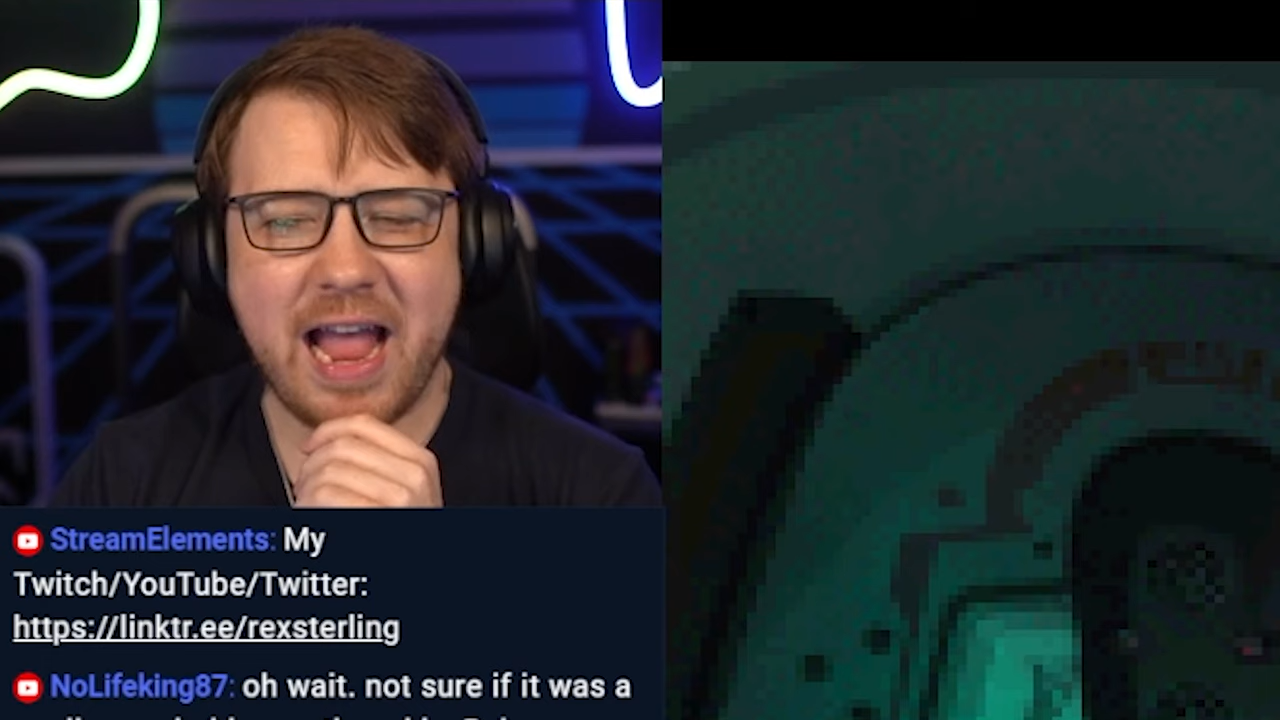 StreamElements: My
Twitch/YouTube/Twitter:
https://linktr.ee/rexsterling
NoLifeking87: oh wait. not sure if it was a